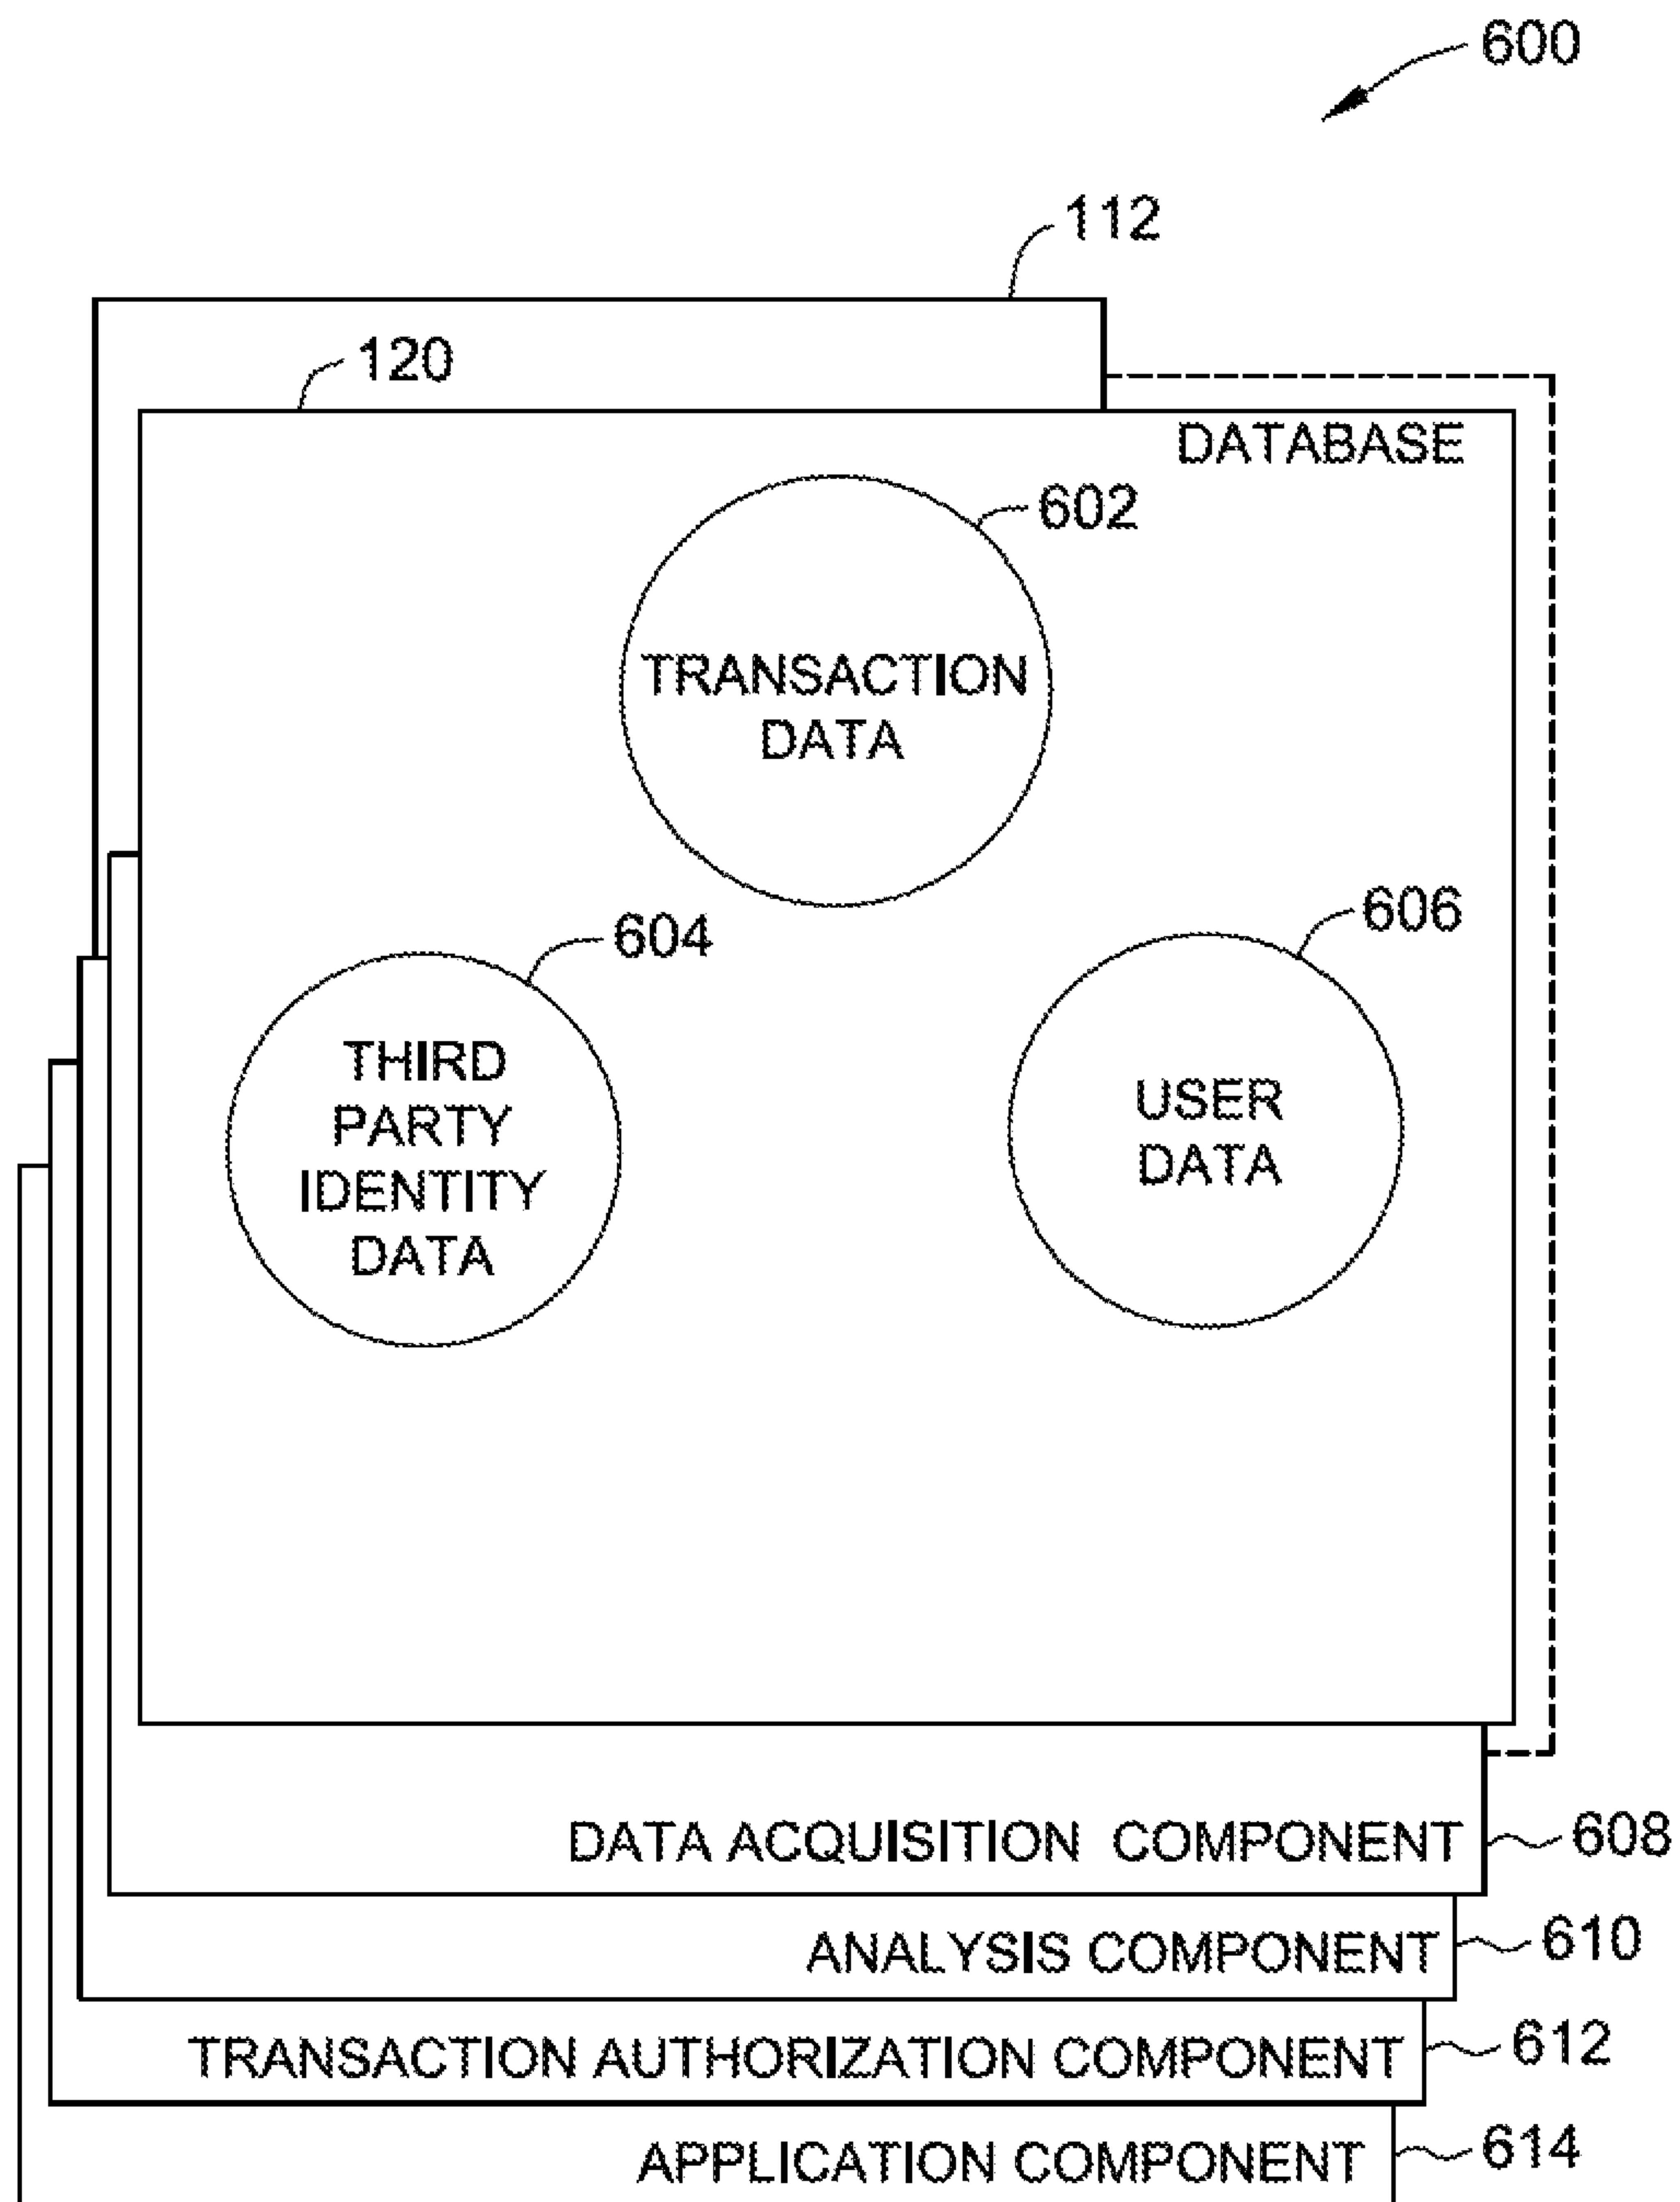 600
112
120
DATABASE
602
TRANSACTION
DATA
604
606
THIRD
PARTY
IDENTITY
DATA
USER
DATA
DATA ACQUISITION COMPONENT
608
ANALYSIS COMPONENT
610
TRANSACTION AUTHORIZATION COMPONENT
612
APPLICATION COMPONENT
614